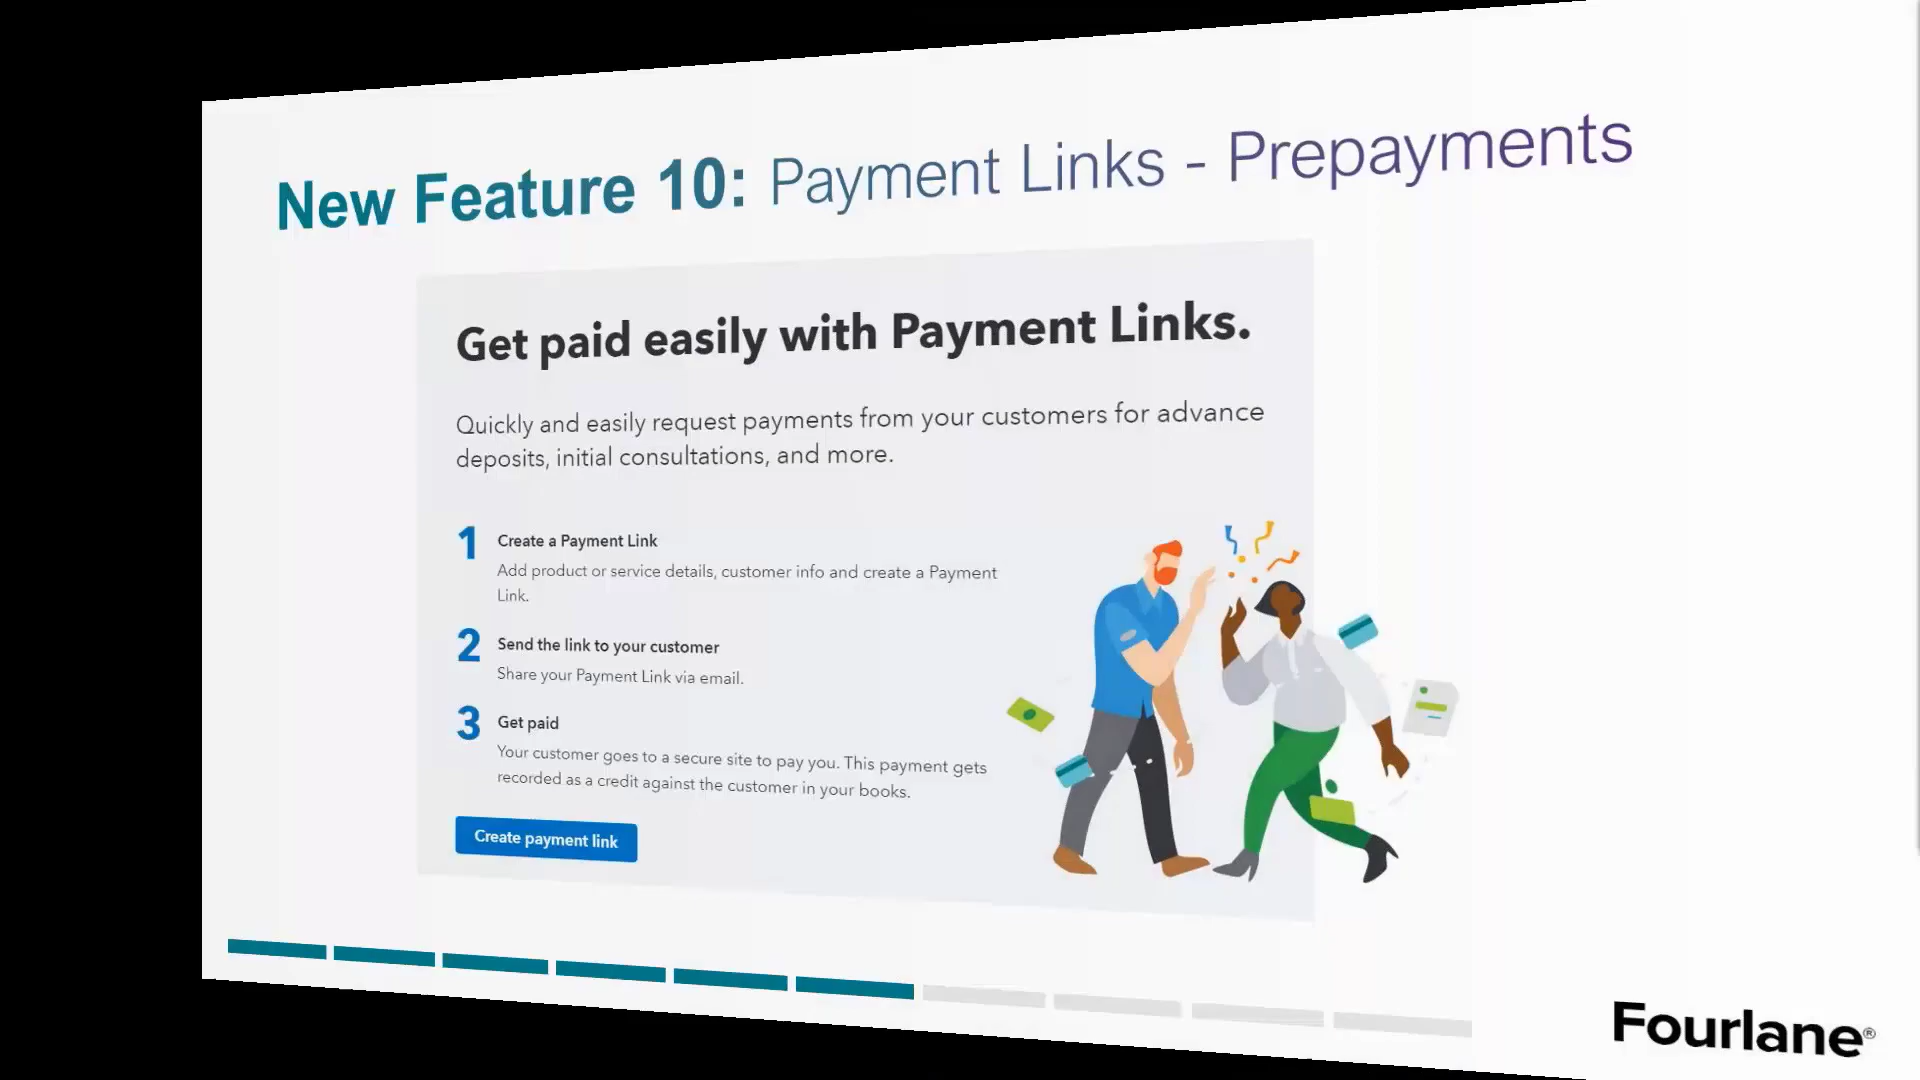 New Feature 10: Payment Links - Prepayments
Get paid easily with Payment Links.
Quickly and easily request payments from your customers for advance
deposits, initial consultations, and more.
1 Create a Payment Link
Add product or service details, customer info and create a Payment
Link.
2 Send the link to your customer
Share your Payment Link via email.
3 Get paid
Your customer goes to a secure site to pay you. This payment gets
recorded as a credit against the customer in your books.
Create payment link
Fourlane®